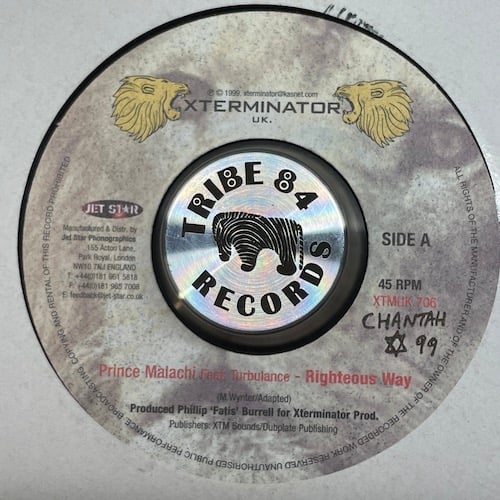 ℗ © 1999. xterminator@kasnet.com
XTERMINATOR
UK.
TRIBE 84
RECORDS
JET STAR
Manufactured & Distr. by
Jet Star Phonographics
155 Acton Lane,
Park Royal, London
NW10 7NJ ENGLAND
T: +44(0)181 961 5818
F: +44(0)181 965 7008
E: feedback@jet-star.co.uk
SIDE A
45 RPM
XTMUK 706
CHANTAH
99
Prince Malachi Feat. Turbulance - Righteous Way
(M Wynter/Adapted)
Produced Phillip 'Fatis' Burrell for Xterminator Prod.
Publishers: XTM Sounds/Dubplate Publishing
ALL RIGHTS OF THE MANUFACTURER AND OF THE OWNER OF THE RECORDED WORK RESERVED UNAUTHORISED PUBLIC PERFORMANCE BROADCASTING COPYING AND RENTAL OF THIS RECORD PROHIBITED